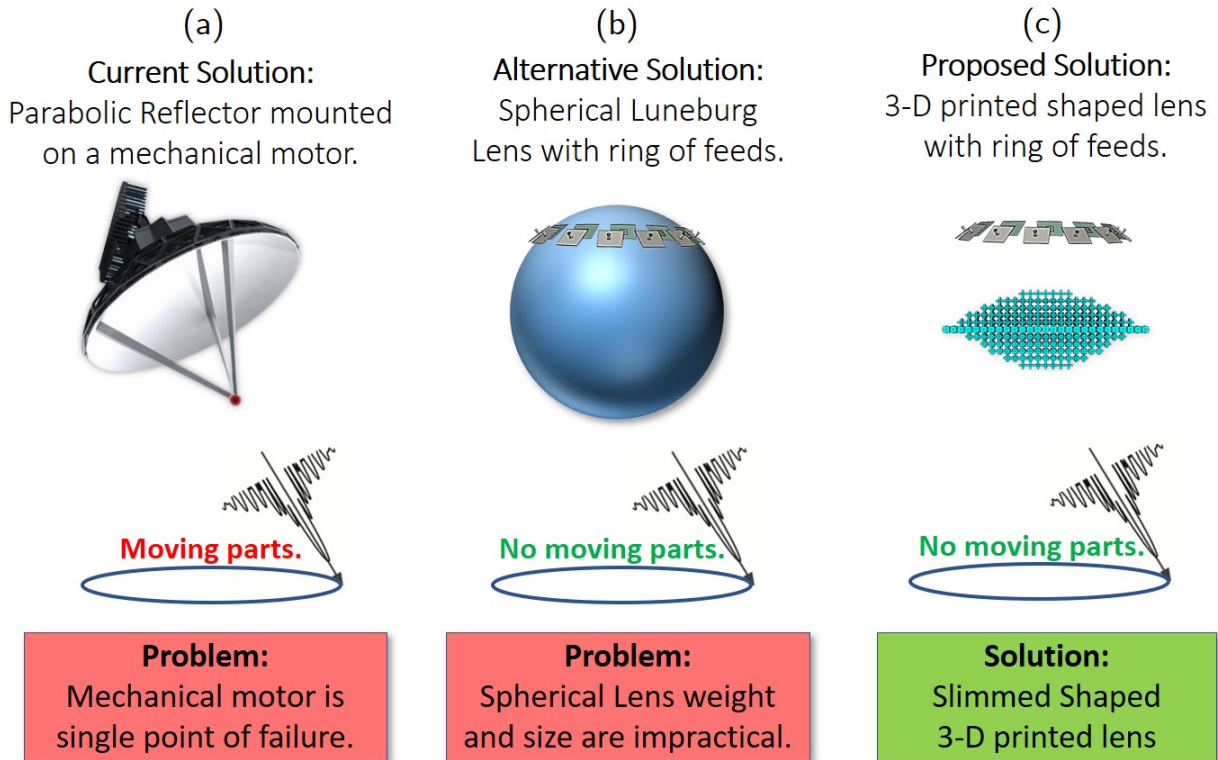 (a)
Current Solution:
Parabolic Reflector mounted
on a mechanical motor.
Moving parts.
Problem:
Mechanical motor is
single point of failure.
(b)
Alternative Solution:
Spherical Luneburg
Lens with ring of feeds.
No moving parts.
Problem:
Spherical Lens weight
and size are impractical.
(c)
Proposed Solution:
3-D printed shaped lens
with ring of feeds.
No moving parts.
Solution:
Slimmed Shaped
3-D printed lens